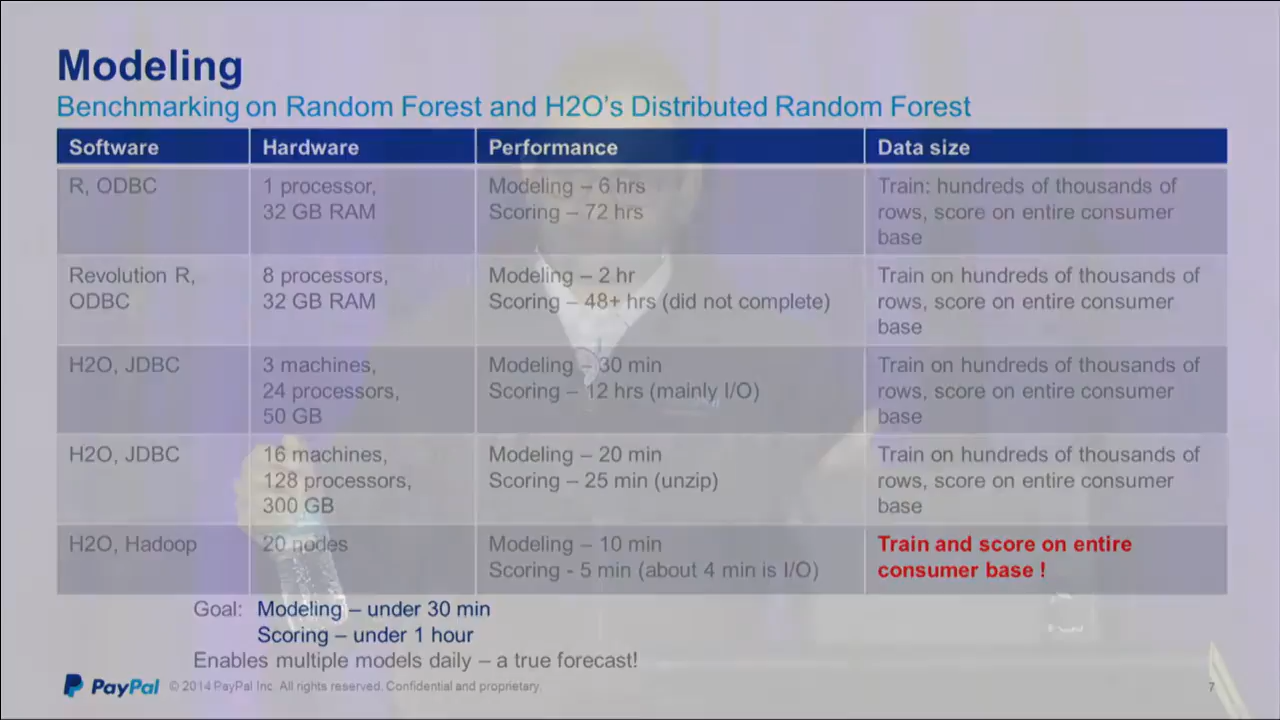 Modeling
Benchmarking on Random Forest and H2O's Distributed Random Forest
Software Hardware Performance Data size
R, ODBC
1 processor,
32 GB RAM
Modeling – 6 hrs
Scoring – 72 hrs
Train: hundreds of thousands of
rows, score on entire consumer
base
Revolution R,
ODBC
8 processors,
32 GB RAM
Modeling – 2 hr
Scoring – 48+ hrs (did not complete)
Train on hundreds of thousands of
rows, score on entire consumer
base
H2O, JDBC
3 machines,
24 processors,
50 GB
Modeling – 30 min
Scoring – 12 hrs (mainly I/O)
Train on hundreds of thousands of
rows, score on entire consumer
base
H2O, JDBC
16 machines,
128 processors,
300 GB
Modeling – 20 min
Scoring – 25 min (unzip)
Train on hundreds of thousands of
rows, score on entire consumer
base
H2O, Hadoop
20 nodes
Modeling – 10 min
Scoring - 5 min (about 4 min is I/O)
Train and score on entire
consumer base !
Goal: Modeling – under 30 min
Scoring – under 1 hour
Enables multiple models daily – a true forecast!
PayPal © 2014 PayPal Inc. All rights reserved. Confidential and proprietary. 7